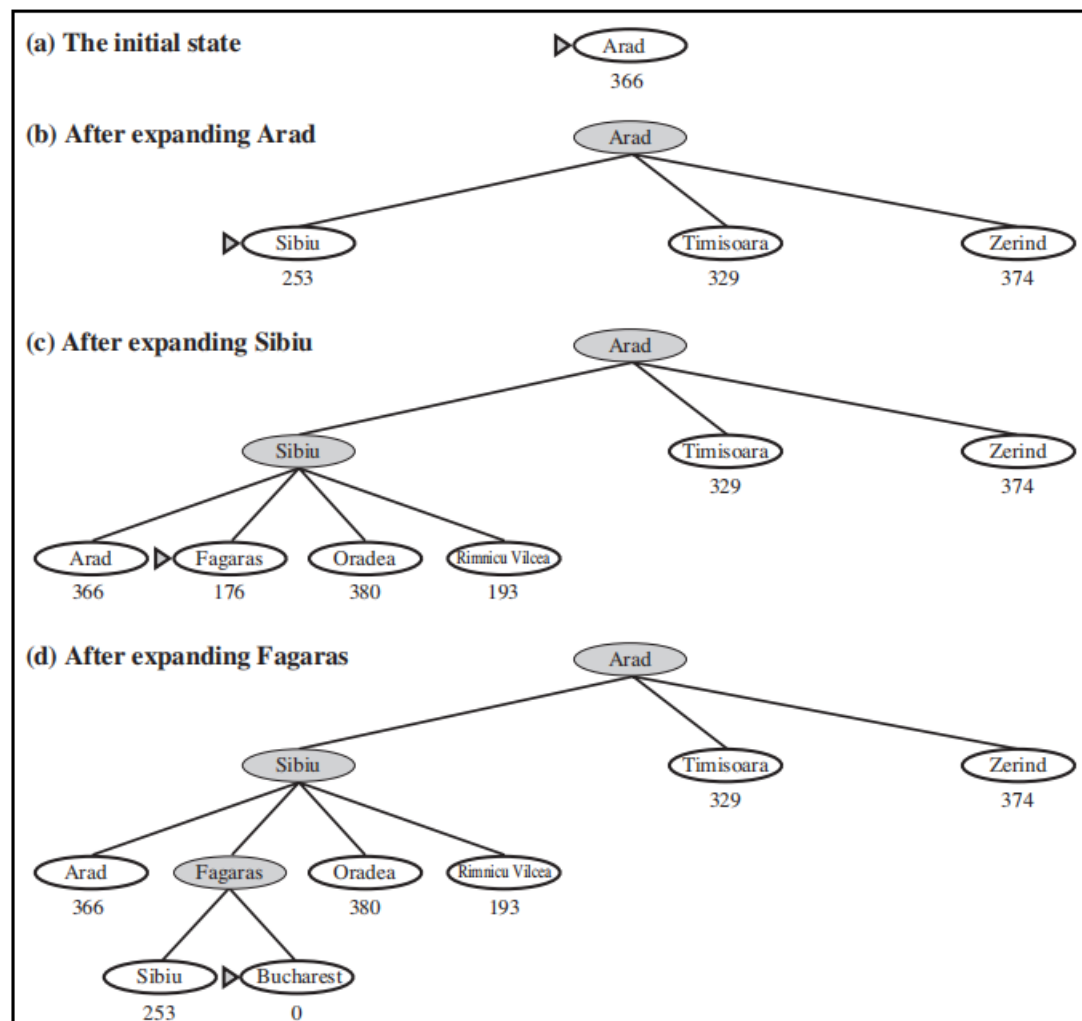 (a) The initial state
Arad
366
(b) After expanding Arad
Arad
Sibiu Timisoara Zerind
253 329 374
(c) After expanding Sibiu
Arad
Sibiu Timisoara Zerind
329 374
Arad Fagaras Oradea Rimnicu Vilcea
366 176 380 193
(d) After expanding Fagaras
Arad
Sibiu Timisoara Zerind
329 374
Arad Fagaras Oradea Rimnicu Vilcea
366 380 193
Sibiu Bucharest
253 0